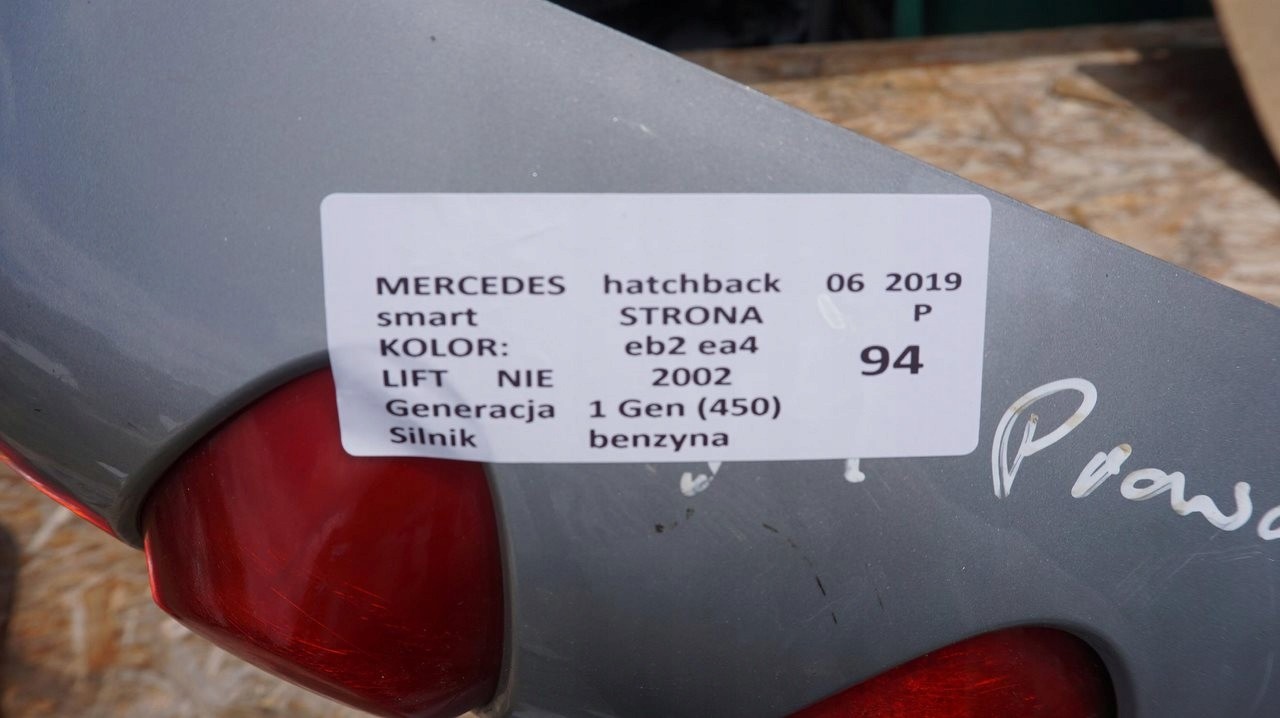 MERCEDES hatchback 06 2019
smart STRONA P
KOLOR: eb2 ea4 94
LIFT NIE 2002
Generacja 1 Gen (450)
Silnik benzyna
Prawa